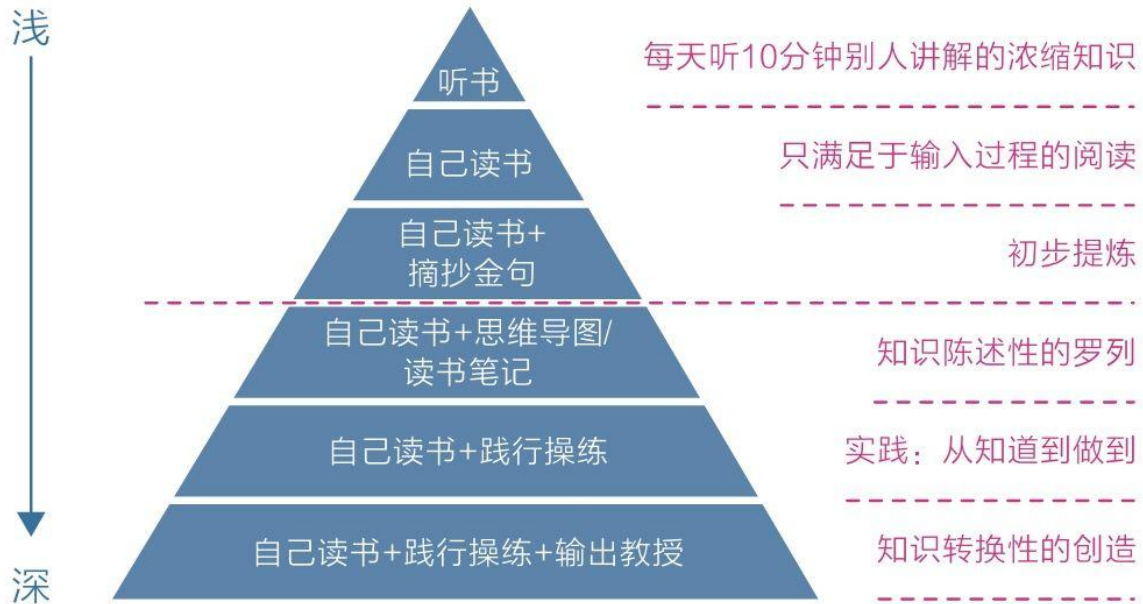 浅
听书
每天听10分钟别人讲解的浓缩知识
自己读书
只满足于输入过程的阅读
自己读书+
摘抄金句
初步提炼
自己读书+思维导图/
读书笔记
知识陈述性的罗列
自己读书+践行操练
实践：从知道到做到
自己读书+践行操练+输出教授
知识转换性的创造
深